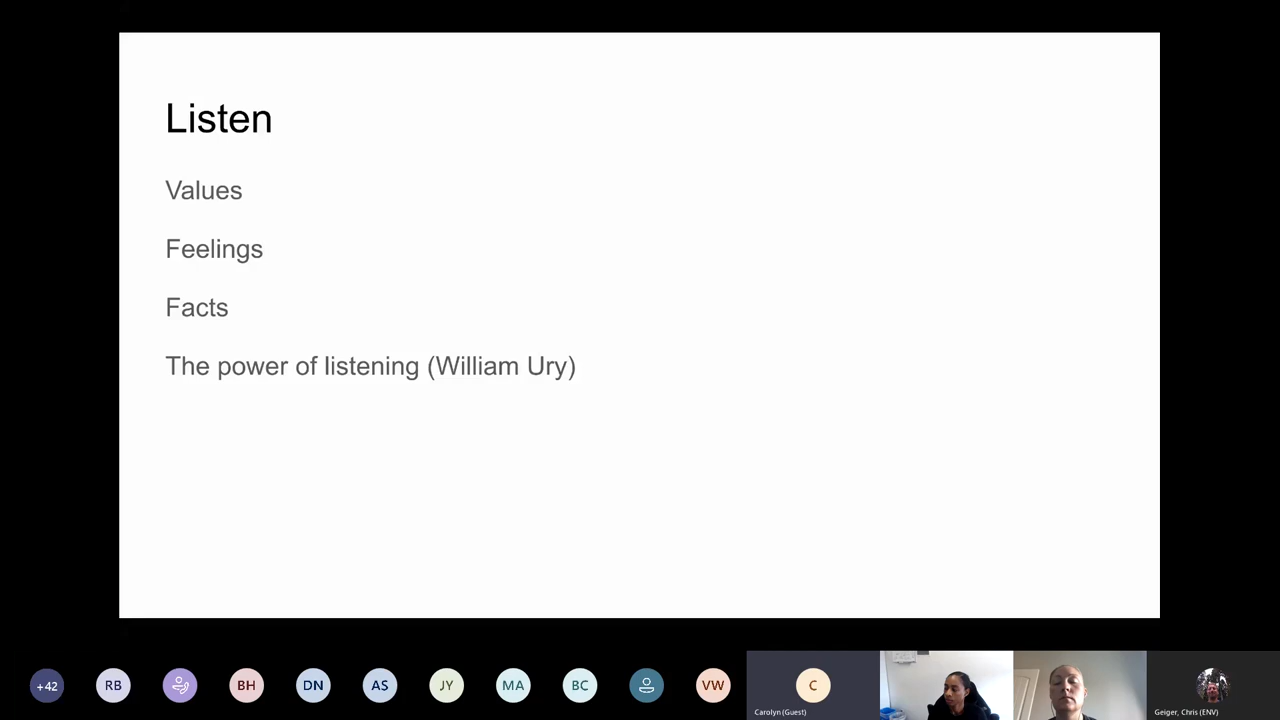 Listen
Values
Feelings
Facts
The power of listening (William Ury)
+42
RB
BH
DN
AS
JY
MA
BC
VW
C
Carolyn (Guest)
Geiger, Chris (ENV)